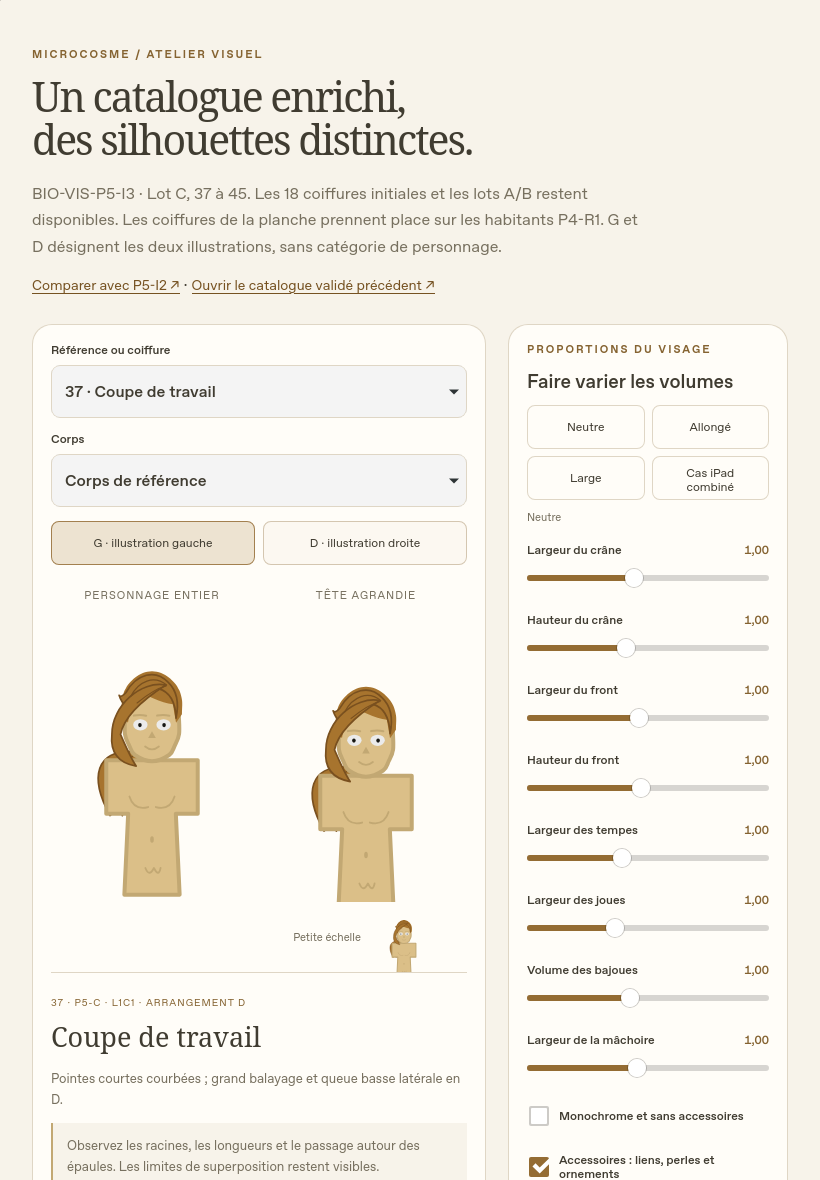 MICROCOSME / ATELIER VISUEL
Un catalogue enrichi,
des silhouettes distinctes.
BIO-VIS-P5-I3 · Lot C, 37 à 45. Les 18 coiffures initiales et les lots A/B restent
disponibles. Les coiffures de la planche prennent place sur les habitants P4-R1. G et
D désignent les deux illustrations, sans catégorie de personnage.
Comparer avec P5-I2 ↗ · Ouvrir le catalogue validé précédent ↗
Référence ou coiffure
37 · Coupe de travail
Corps
Corps de référence
G · illustration gauche
D · illustration droite
PERSONNAGE ENTIER
TÊTE AGRANDIE
Petite échelle
37 · P5-C · L1C1 · ARRANGEMENT D
Coupe de travail
Pointes courtes courbées ; grand balayage et queue basse latérale en
D.
Observez les racines, les longueurs et le passage autour des
épaules. Les limites de superposition restent visibles.
PROPORTIONS DU VISAGE
Faire varier les volumes
Neutre
Allongé
Large
Cas iPad
combiné
Neutre
Largeur du crâne 1,00
Hauteur du crâne 1,00
Largeur du front 1,00
Hauteur du front 1,00
Largeur des tempes 1,00
Largeur des joues 1,00
Volume des bajoues 1,00
Largeur de la mâchoire 1,00
Monochrome et sans accessoires
Accessoires : liens, perles et
ornements